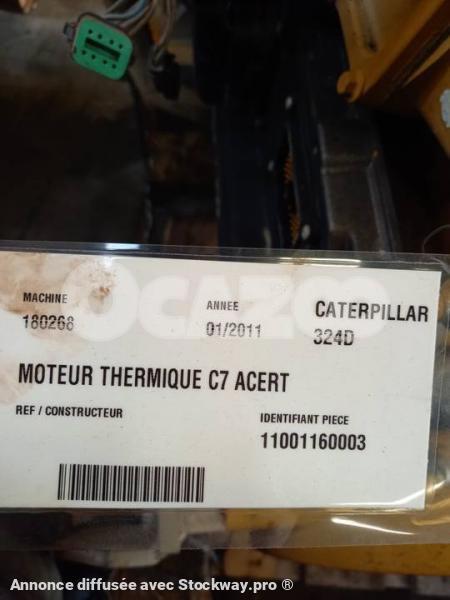 OCAZOO
MACHINE
180268
ANNEE
01/2011
CATERPILLAR
324D
MOTEUR THERMIQUE C7 ACERT
REF / CONSTRUCTEUR
IDENTIFIANT PIECE
11001160003
Annonce diffusée avec Stockway.pro ®